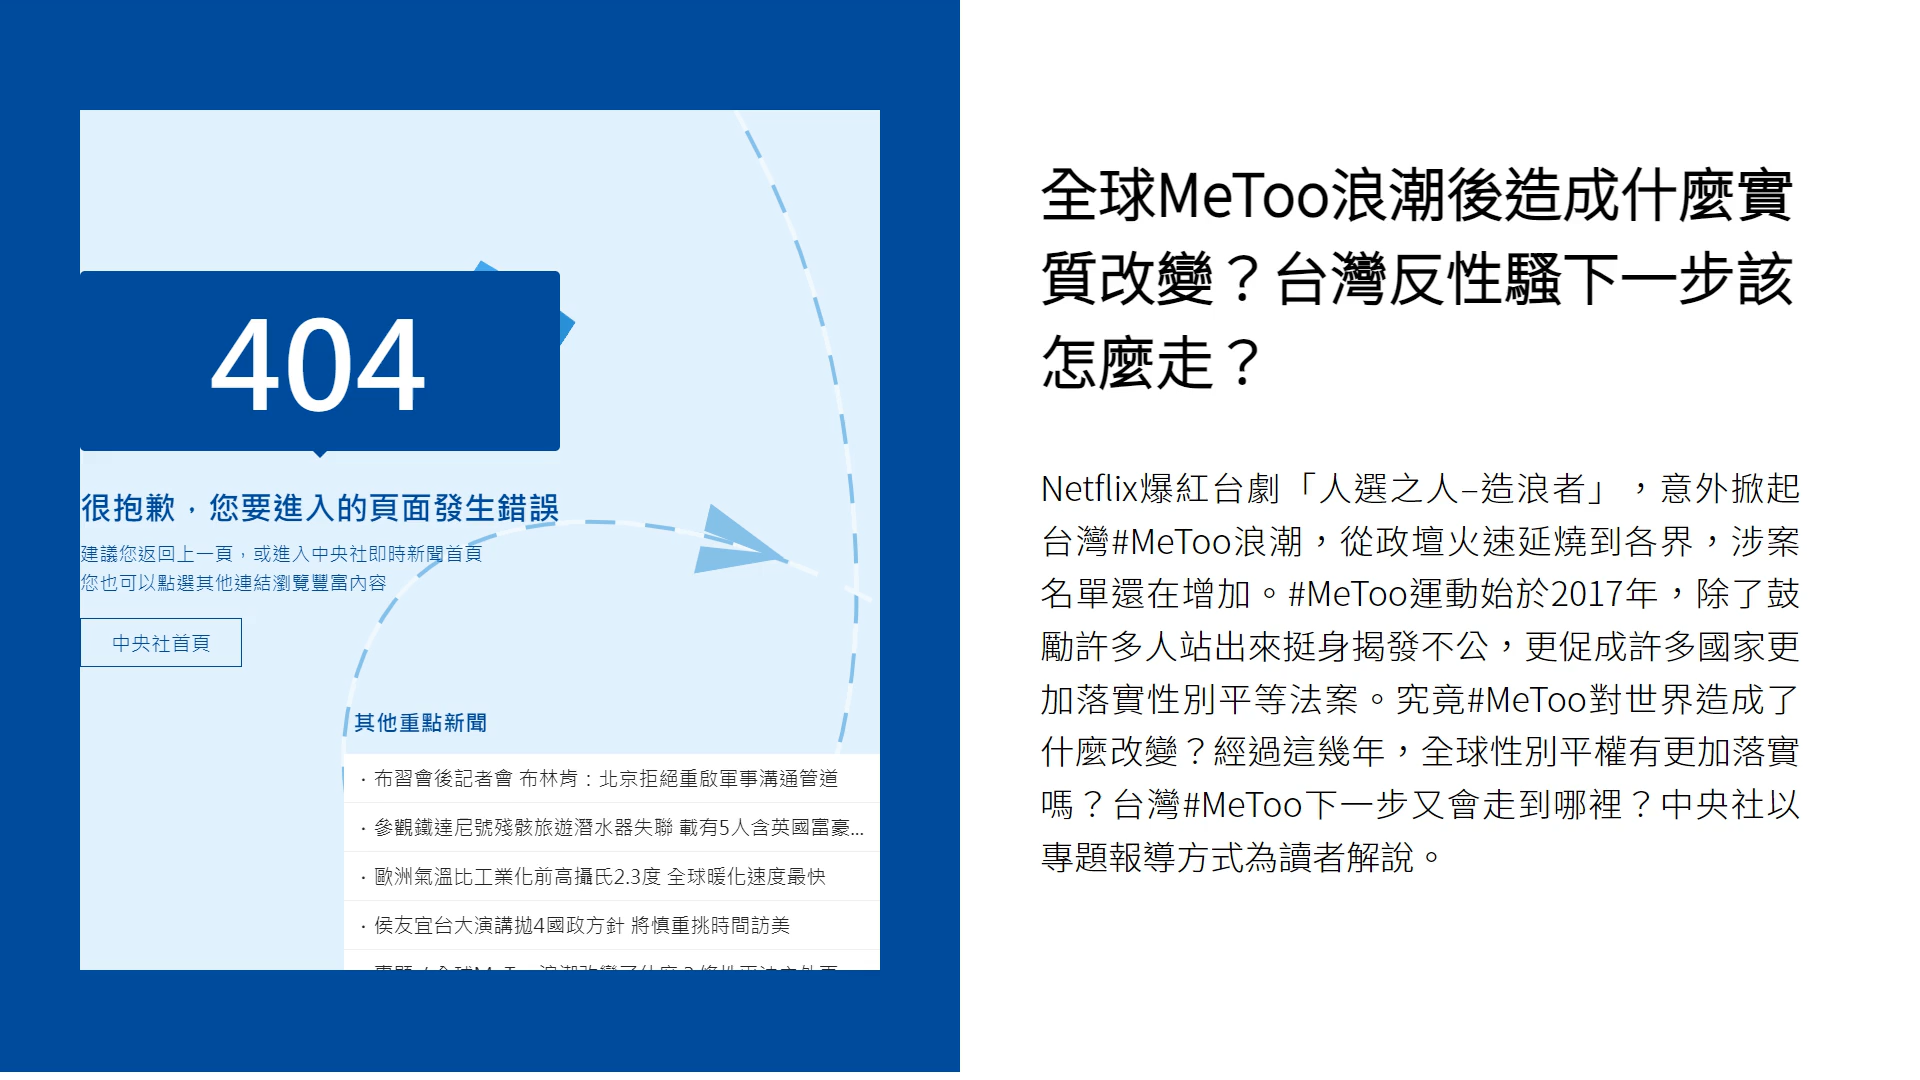 404
很抱歉，您要進入的頁面發生錯誤
建議您返回上一頁，或進入中央社即時新聞首頁
您也可以點選其他連結瀏覽豐富內容
中央社首頁
其他重點新聞
· 布習會後記者會 布林肯：北京拒絕重啟軍事溝通管道
· 參觀鐵達尼號殘骸旅遊潛水器失聯 載有5人含英國富豪...
· 歐洲氣溫比工業化前高攝氏2.3度 全球暖化速度最快
· 侯友宜台大演講拋4國政方針 將慎重挑時間訪美
全球MeToo浪潮後造成什麼實
質改變？台灣反性騷下一步該
怎麼走？
Netflix爆紅台劇「人選之人–造浪者」，意外掀起
台灣#MeToo浪潮，從政壇火速延燒到各界，涉案
名單還在增加。#MeToo運動始於2017年，除了鼓
勵許多人站出來挺身揭發不公，更促成許多國家更
加落實性別平等法案。究竟#MeToo對世界造成了
什麼改變？經過這幾年，全球性別平權有更加落實
嗎？台灣#MeToo下一步又會走到哪裡？中央社以
專題報導方式為讀者解說。